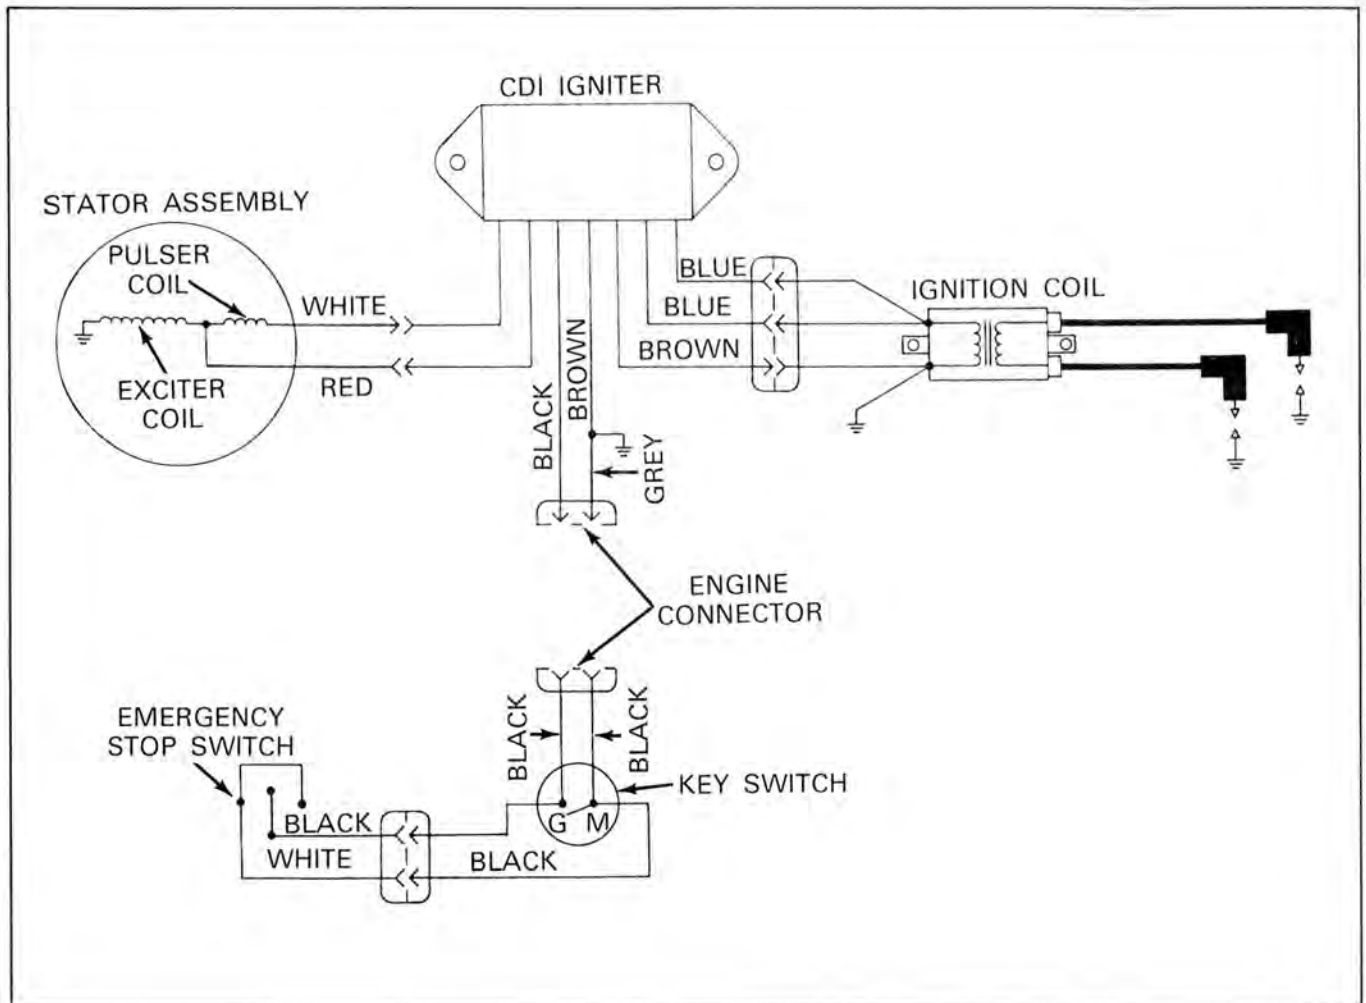 CDI IGNITER
STATOR ASSEMBLY
PULSER
COIL
WHITE
EXCITER
COIL
RED
BLACK
BROWN
GREY
BLUE
BLUE
BROWN
IGNITION COIL
ENGINE
CONNECTOR
EMERGENCY
STOP SWITCH
BLACK
BLACK
KEY SWITCH
G M
BLACK
WHITE
BLACK